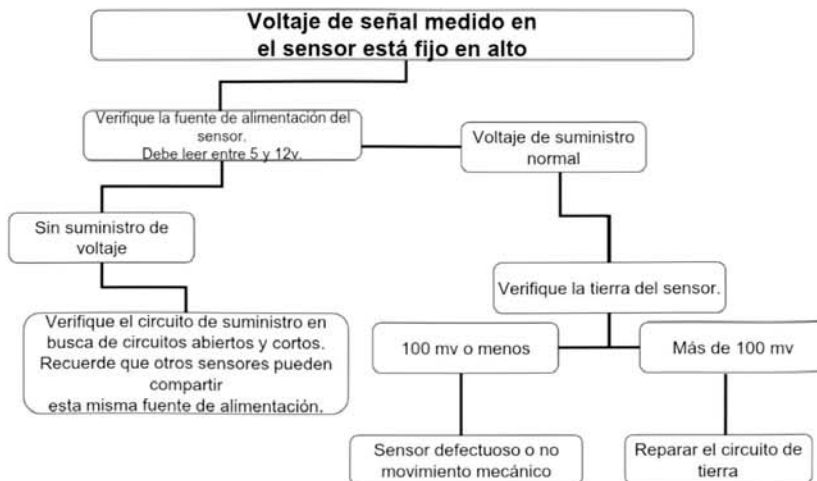 Voltaje de señal medido en
el sensor está fijo en alto
Verifique la fuente de alimentación del
sensor.
Debe leer entre 5 y 12v.
Voltaje de suministro
normal
Sin suministro de
voltaje
Verifique la tierra del sensor.
Verifique el circuito de suministro en
busca de circuitos abiertos y cortos.
Recuerde que otros sensores pueden
compartir
esta misma fuente de alimentación.
100 mv o menos
Más de 100 mv
Sensor defectuoso o no
movimiento mecánico
Reparar el circuito de
tierra